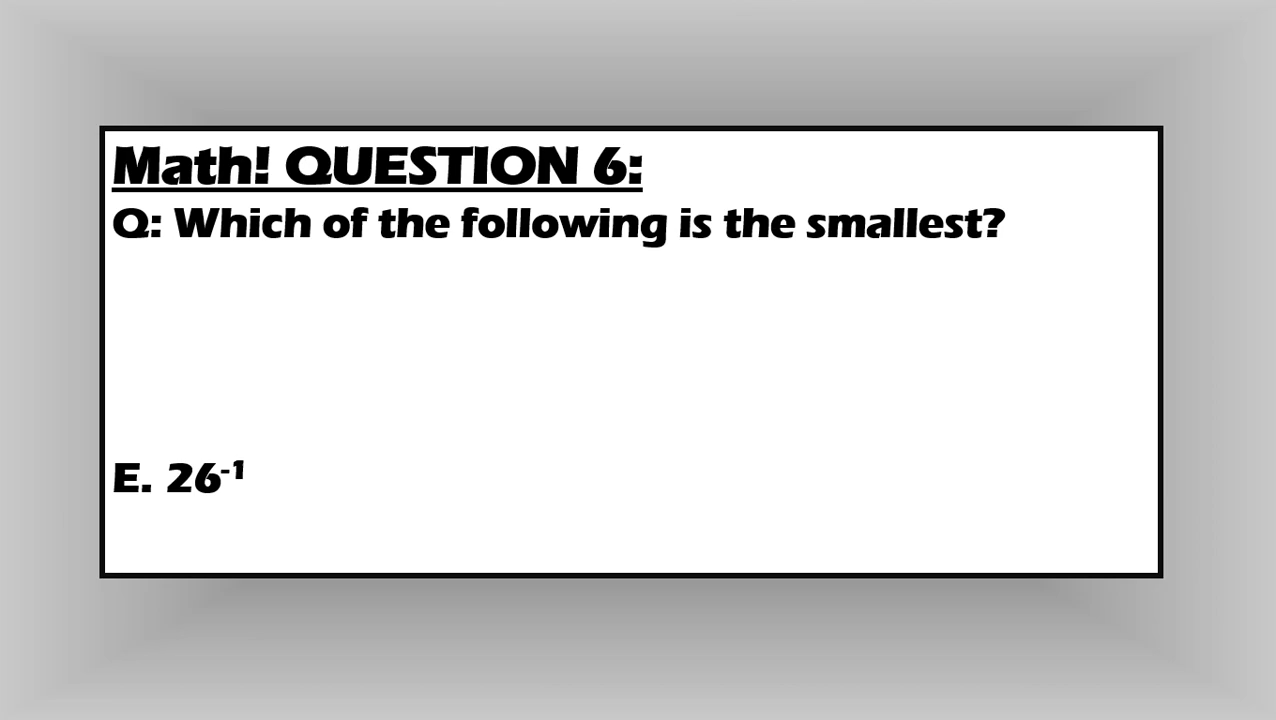 Math! QUESTION 6:
Q: Which of the following is the smallest?
E. 26⁻¹